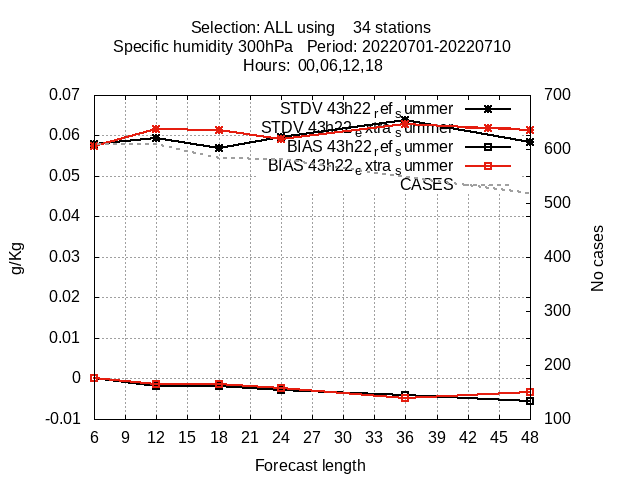 Selection: ALL using 34 stations
Specific humidity 300hPa Period: 20220701-20220710
Hours: 00,06,12,18
0.07 700
STDV 43h22_ref_summer
STDV 43h22_extra_summer
0.06 600
BIAS 43h22_ref_summer
BIAS 43h22_extra_summer
0.05
CASES
0.04 500
g/Kg
No cases
0.03 400
0.02 300
0.01
0 200
-0.01 100
6 9 12 15 18 21 24 27 30 33 36 39 42 45 48
Forecast length